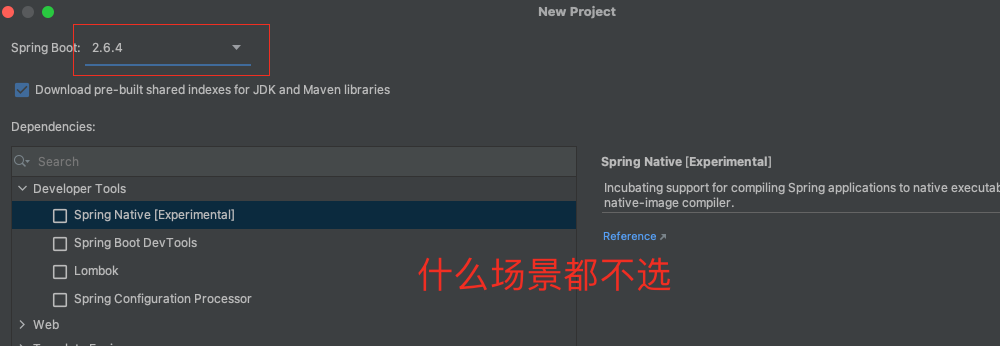 New Project
Spring Boot: 2.6.4
Download pre-built shared indexes for JDK and Maven libraries
Dependencies:
Search
Developer Tools
Spring Native [Experimental]
Spring Boot DevTools
Lombok
Spring Configuration Processor
Web
Spring Native [Experimental]
Incubating support for compiling Spring applications to native
native-image compiler.
Reference
什么场景都不选